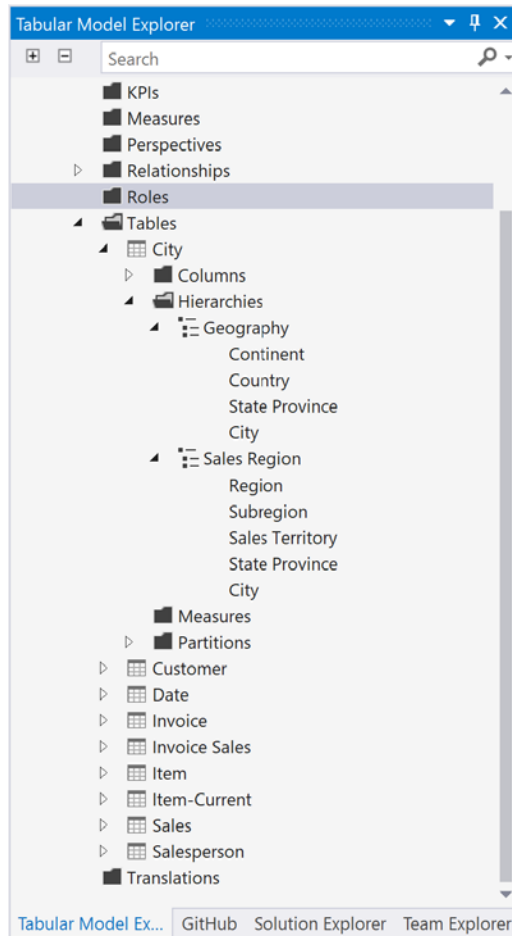 Tabular Model Explorer
Search
KPIs
Measures
Perspectives
Relationships
Roles
Tables
City
Columns
Hierarchies
Geography
Continent
Country
State Province
City
Sales Region
Region
Subregion
Sales Territory
State Province
City
Measures
Partitions
Customer
Date
Invoice
Invoice Sales
Item
Item-Current
Sales
Salesperson
Translations
Tabular Model Ex... GitHub Solution Explorer Team Explorer